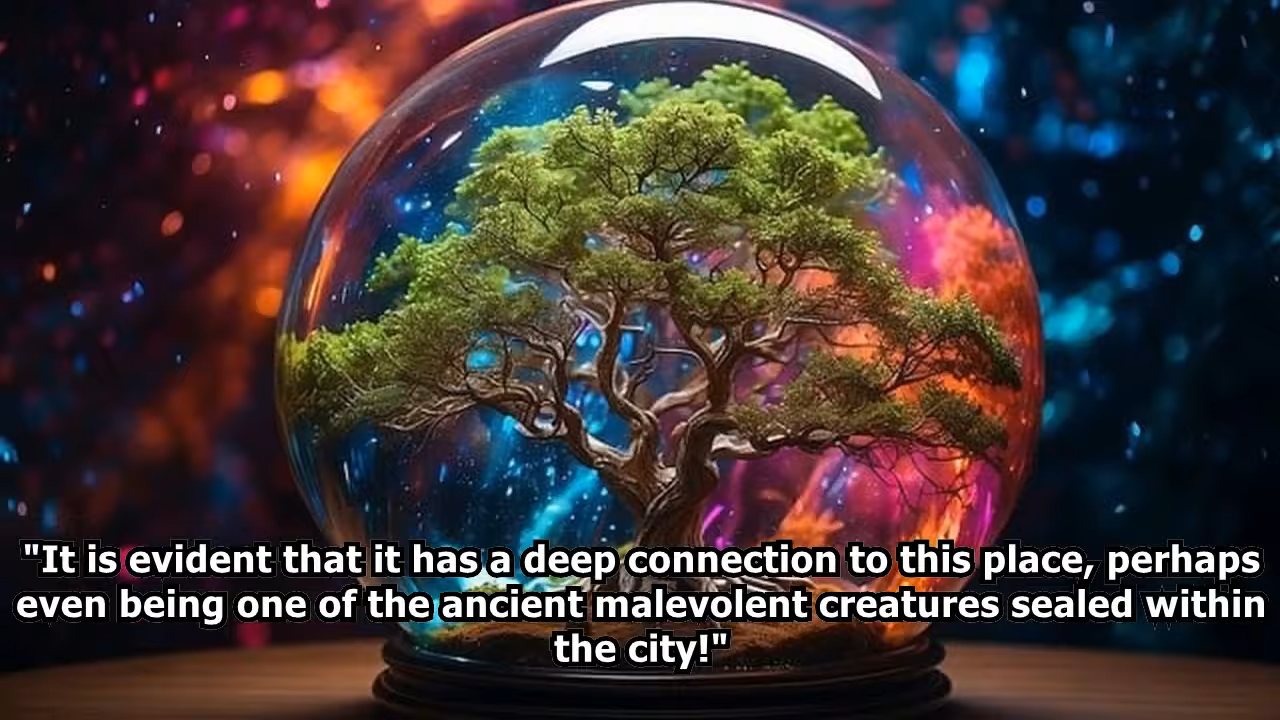 "It is evident that it has a deep connection to this place, perhaps
even being one of the ancient malevolent creatures sealed within
the city!"